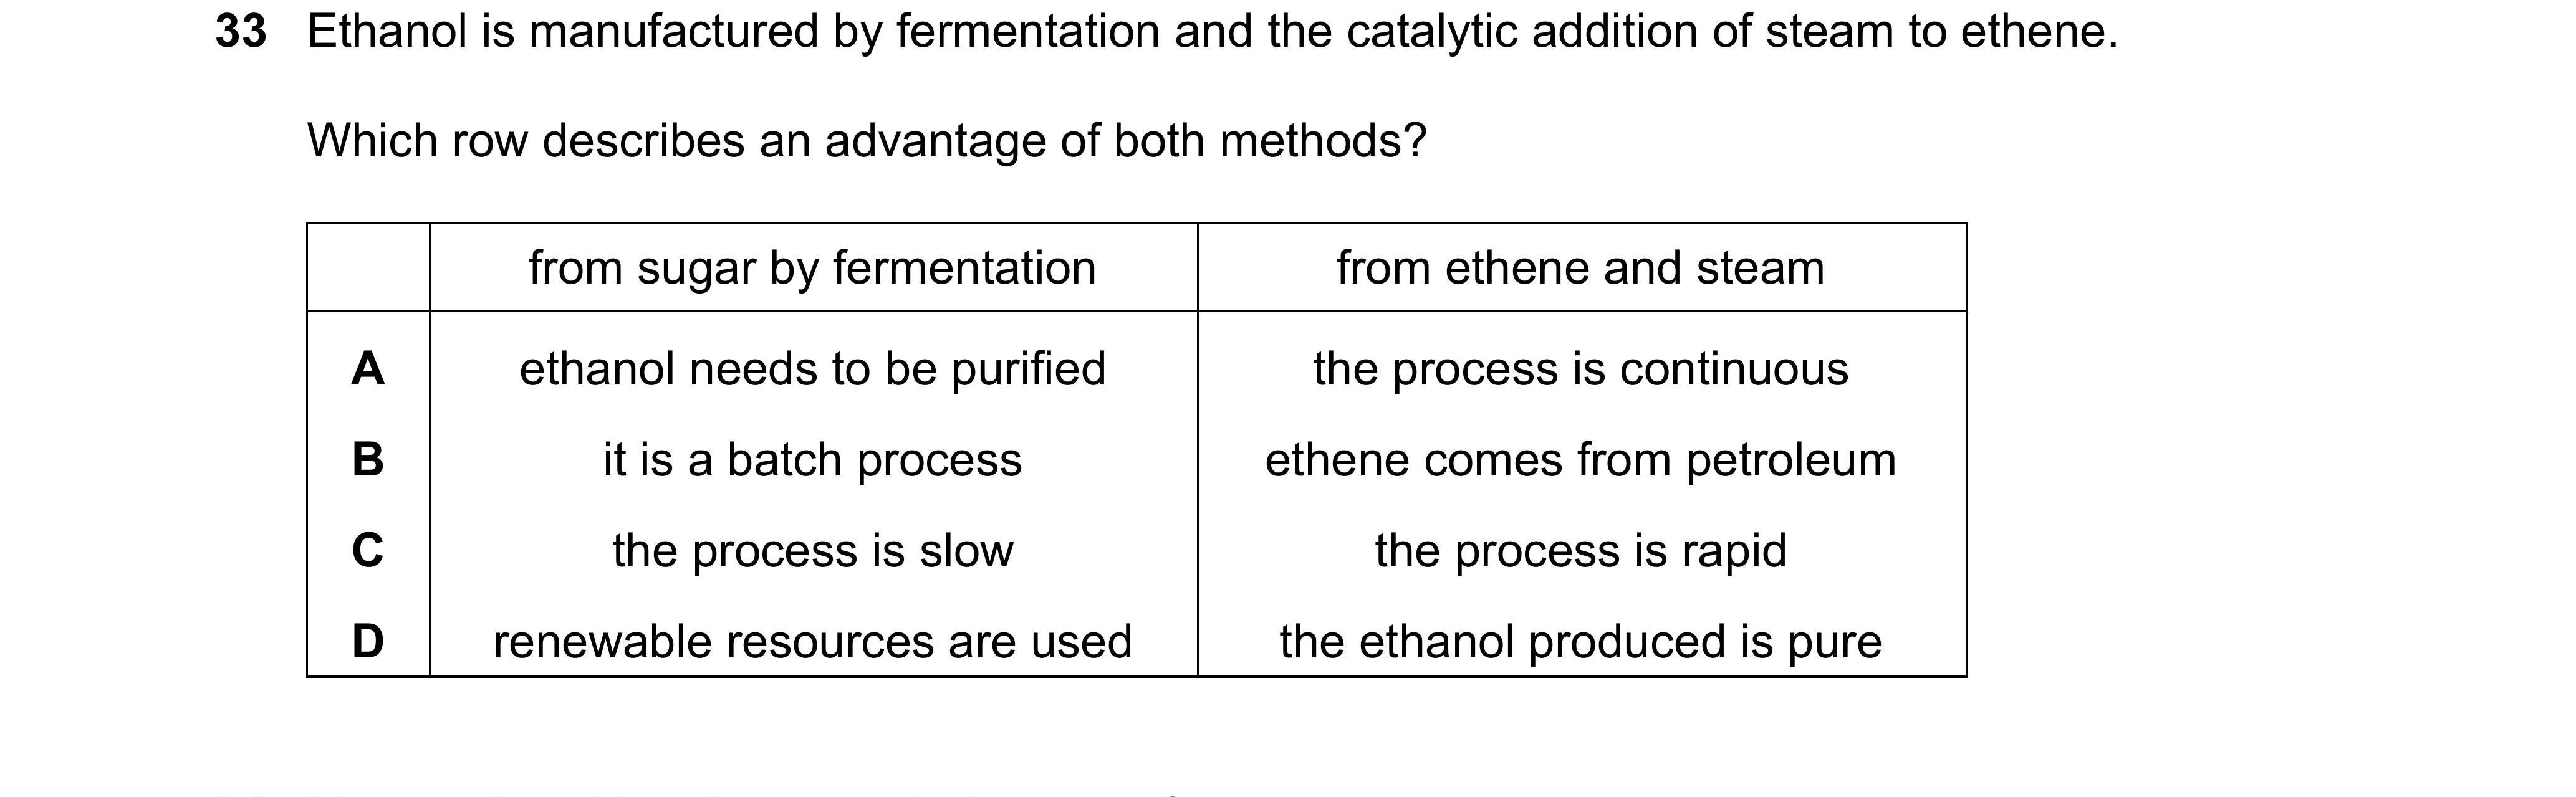 33 Ethanol is manufactured by fermentation and the catalytic addition of steam to ethene.
Which row describes an advantage of both methods?
from sugar by fermentation from ethene and steam
A ethanol needs to be purified the process is continuous
B it is a batch process ethene comes from petroleum
C the process is slow the process is rapid
D renewable resources are used the ethanol produced is pure